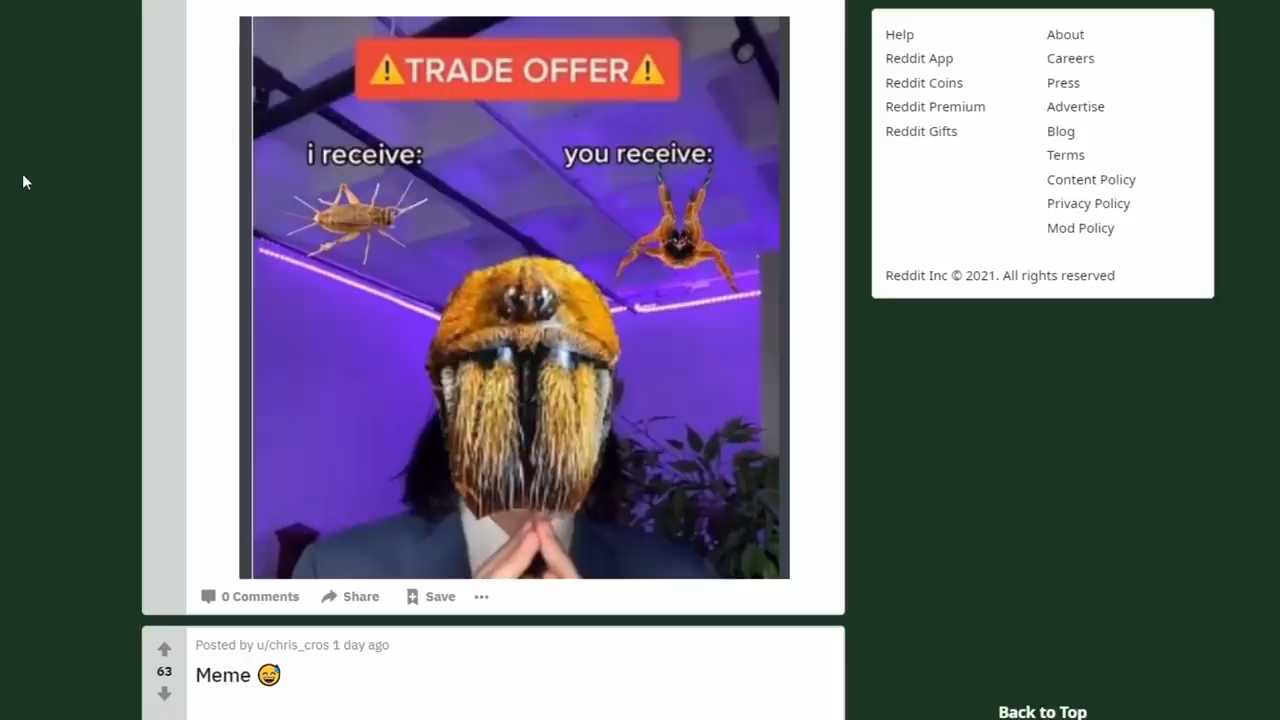 ⚠TRADE OFFER⚠
i receive:
you receive:
0 Comments
Share
Save
Posted by u/chris_cros 1 day ago
63
Meme 😅
Help
About
Reddit App
Careers
Reddit Coins
Press
Reddit Premium
Advertise
Reddit Gifts
Blog
Terms
Content Policy
Privacy Policy
Mod Policy
Reddit Inc © 2021. All rights reserved
Back to Top